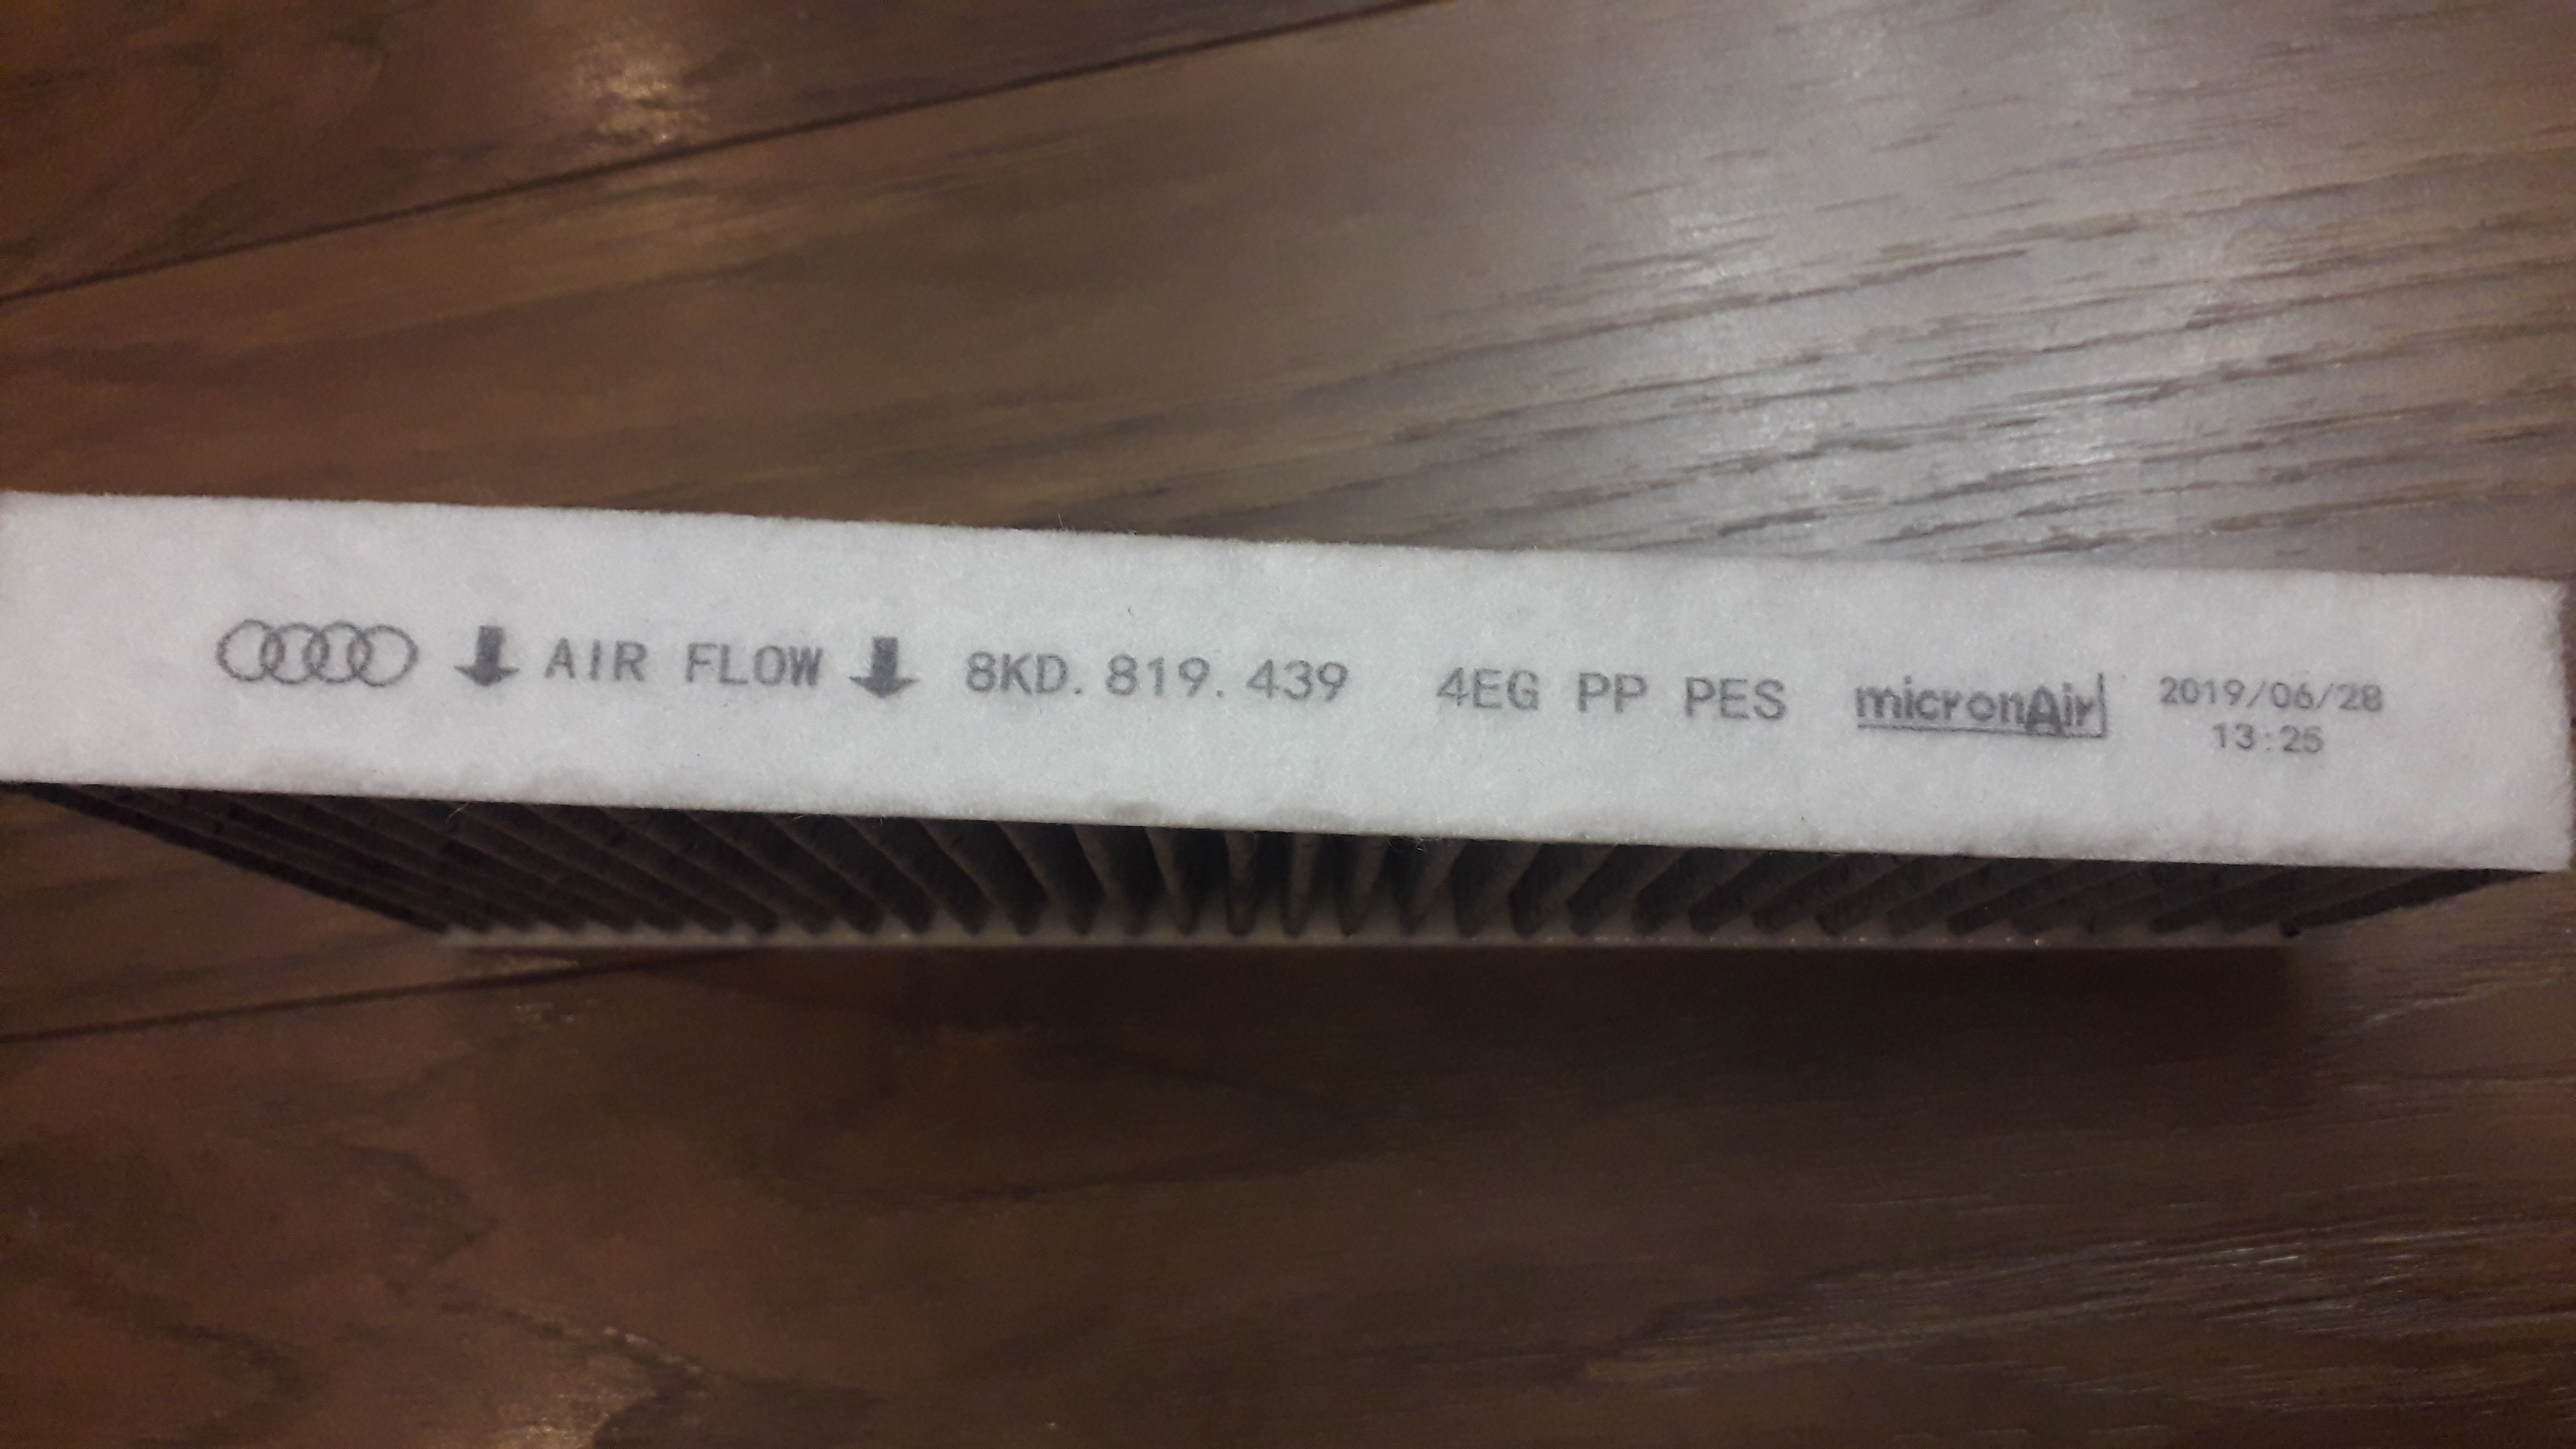 AIR FLOW 8KD.819.439 4EG PP PES micronAir 2019/06/28
13:25